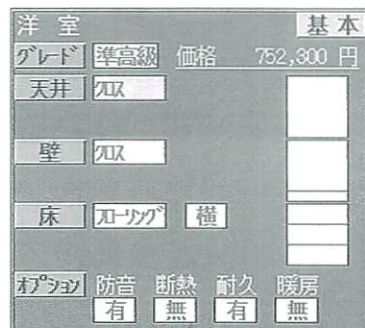 洋室 基本
グレード 準高級 価格 752,300 円
天井 クロス
壁 クロス
床 フローリング 横
オプション 防音 断熱 耐久 暖房
有 無 有 無